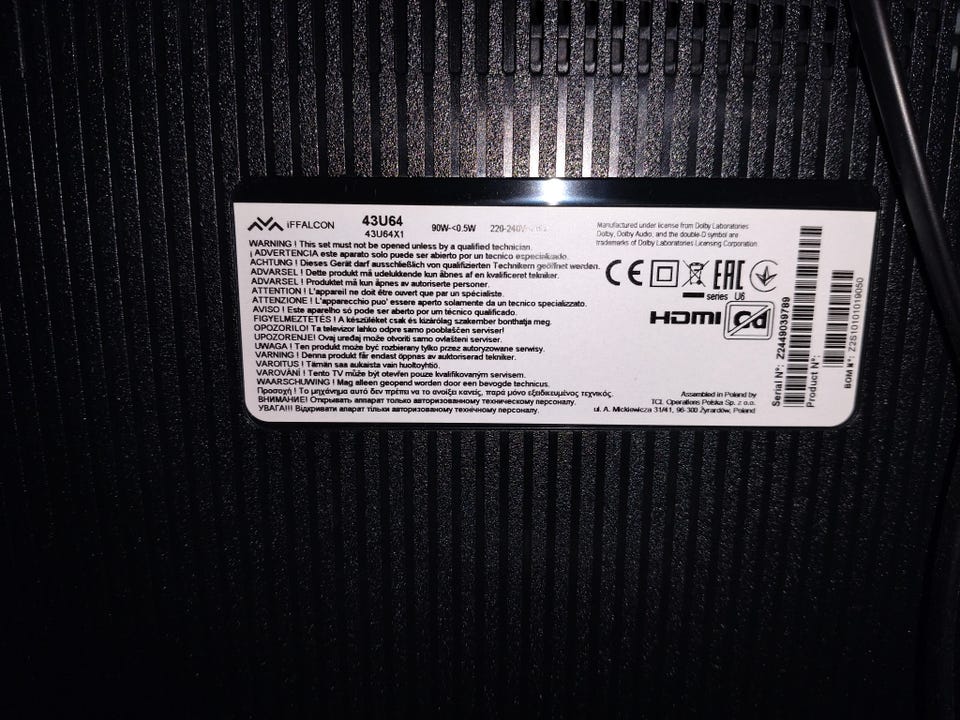 iFFALCON
43U64
43U64X1
90W<0.5W
220-240V~
Manufactured under license from Dolby Laboratories
Dolby, Dolby Audio, and the double-D symbol are
trademarks of Dolby Laboratories Licensing Corporation.
WARNING ! This set must not be opened unless by a qualified technician.
¡ ADVERTENCIA este aparato solo puede ser abierto por un tecnico especializado.
ACHTUNG ! Dieses Gerät darf ausschließlich von qualifizierten Technikern geöffnet werden.
ADVARSEL ! Dette produkt må udelukkende kun åbnes af en kvalificeret tekniker.
ADVARSEL ! Produktet må kun åpnes av autoriserte personer.
ATTENTION ! L'appareil ne doit être ouvert que par un spécialiste.
ATTENZIONE ! L'apparecchio puo' essere aperto solamente da un tecnico specializzato.
AVISO ! Este aparelho só pode ser aberto por um técnico qualificado.
FIGYELMEZTETÉS ! A készüléket csak és kizárólag szakember bonthatja meg.
OPOZORILO! Ta televizor lahko odpre samo pooblaščen serviser!
UPOZORENJE! Ovaj uređaj može otvoriti samo ovlašteni serviser.
UWAGA ! Ten produkt może być rozbierany tylko przez autoryzowane serwisy.
VARNING ! Denna produkt får endast öppnas av auktoriserad tekniker.
VAROITUS ! Tämän saa aukaista vain huoltoyhtiö.
VAROVÁNÍ ! Tento TV může být otevřen pouze kvalifikovaným servisem.
WAARSCHUWING ! Mag alleen geopend worden door een bevoegde technicus.
Προσοχή ! Το μηχάνημα αυτό δεν πρέπει να το ανοίξει κανείς, παρά μόνο εξειδικευμένος τεχνικός.
ВНИМАНИЕ! Открывать аппарат только авторизованному техническому персоналу.
УВАГА!!! Відкривати апарат тільки авторизованому технічному персоналу.
CE
EAC
series U6
HDMI
Assembled in Poland by
TCL Operations Polska Sp. z o.o.
ul. A. Mickiewicza 31/41, 96-300 Żyrardów, Poland
Serial N°: Z2449039789
Product N°:
BOM N°: Z2S10101019050